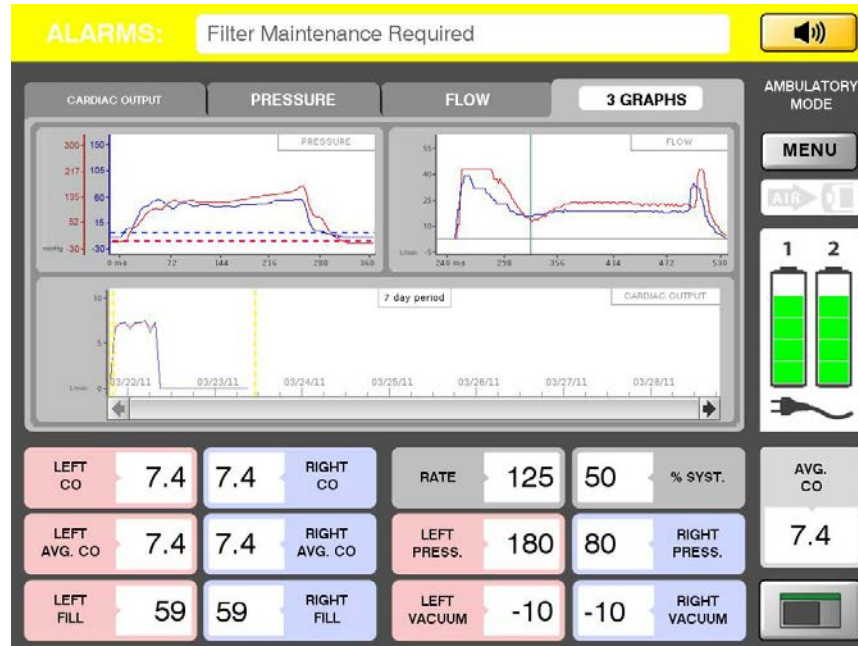 ALARMS:
Filter Maintenance Required
CARDIAC OUTPUT
PRESSURE
FLOW
3 GRAPHS
AMBULATORY
MODE
MENU
AIR
PRESSURE
300 150
217 105
135 60
52 15
mmHg -30 -30
0 ms 72 144 216 288 360
FLOW
55
40
25
10
L/min -5
240 ms 298 356 414 472 530
7 day period
CARDIAC OUTPUT
10
5
L/min 0
03/22/11 03/23/11 03/24/11 03/25/11 03/26/11 03/27/11 03/28/11
1 2
LEFT
CO
7.4
7.4
RIGHT
CO
RATE
125
50
% SYST.
AVG.
CO
7.4
LEFT
AVG. CO
7.4
7.4
RIGHT
AVG. CO
LEFT
PRESS.
180
80
RIGHT
PRESS.
LEFT
FILL
59
59
RIGHT
FILL
LEFT
VACUUM
-10
-10
RIGHT
VACUUM